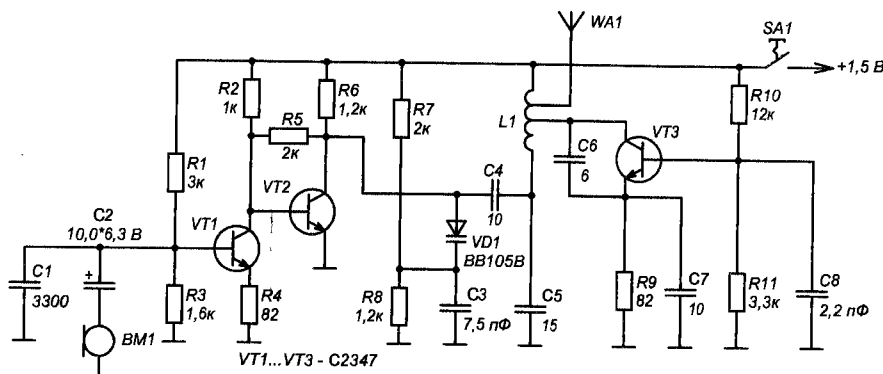 WA1
SA1
+1,5 В
R2
1к
R6
1,2к
R5
2к
R7
2к
L1
C6
6
VT3
R10
12к
R1
3к
VT2
C4
10
C2
10,0*6,3 В
VT1
VD1
BB105B
C1
3300
+
R3
1,6к
R4
82
R8
1,2к
C3
7,5 пФ
C5
15
R9
82
C7
10
R11
3,3к
C8
2,2 пФ
BM1
VT1...VT3 - C2347